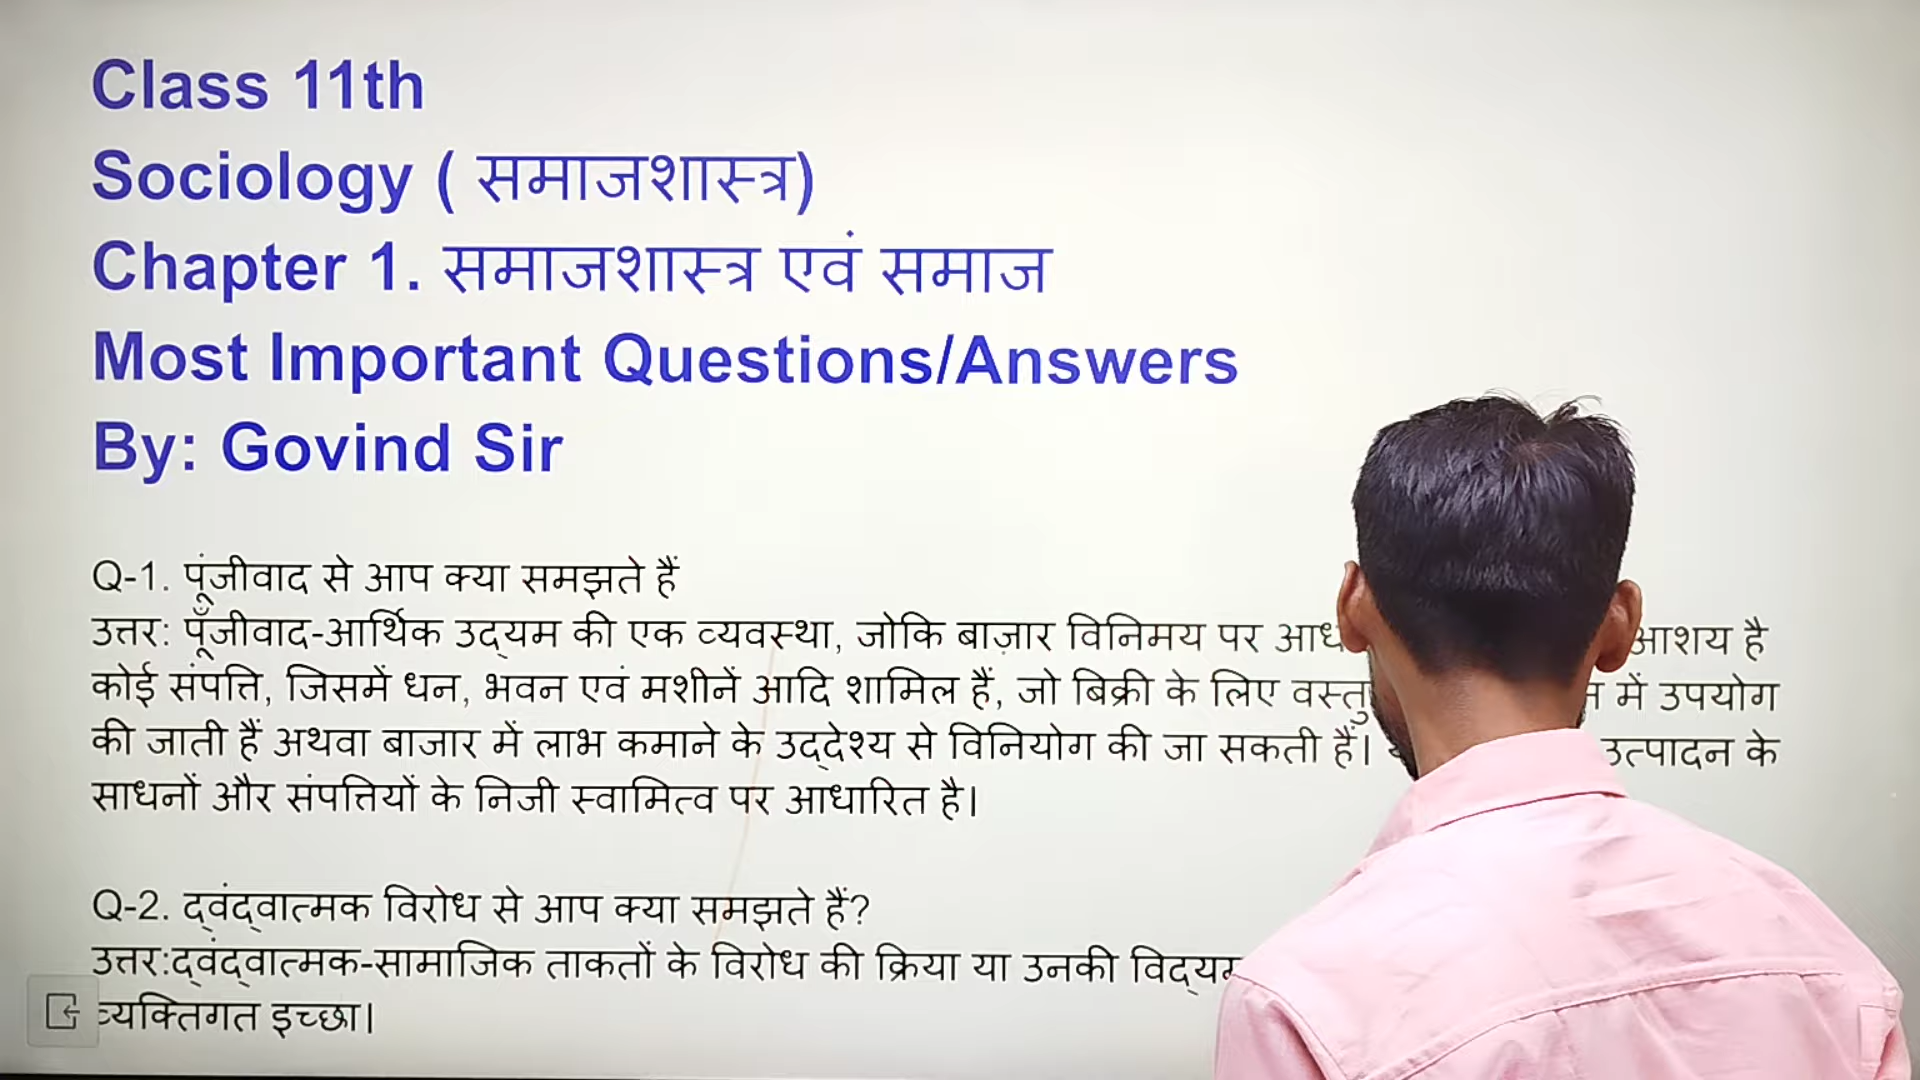 Class 11th
Sociology ( समाजशास्त्र)
Chapter 1. समाजशास्त्र एवं समाज
Most Important Questions/Answers
By: Govind Sir
Q-1. पूंजीवाद से आप क्या समझते हैं
उत्तर: पूँजीवाद-आर्थिक उद्यम की एक व्यवस्था, जोकि बाज़ार विनिमय पर आशय है
कोई संपत्ति, जिसमें धन, भवन एवं मशीनें आदि शामिल हैं, जो बिक्री के लिए में उपयोग
की जाती हैं अथवा बाजार में लाभ कमाने के उद्देश्य से विनियोग की जा सकती हैं। उत्पादन के
साधनों और संपत्तियों के निजी स्वामित्व पर आधारित है।
Q-2. द्वंद्वात्मक विरोध से आप क्या समझते हैं?
उत्तर:द्वंद्वात्मक-सामाजिक ताकतों के विरोध की क्रिया या उनकी
व्यक्तिगत इच्छा।